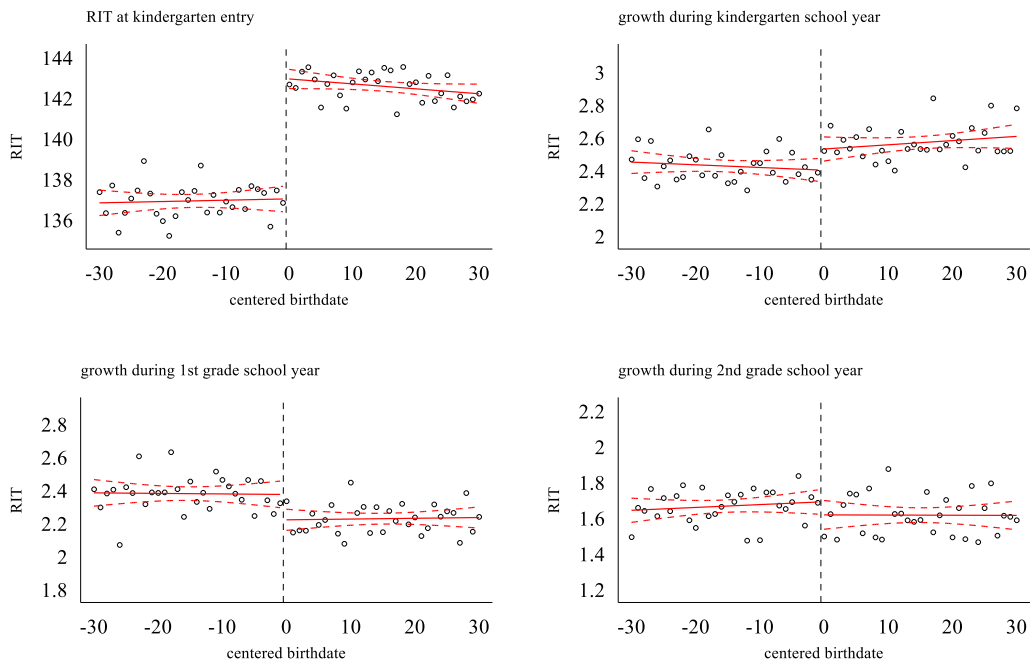 RIT at kindergarten entry
144
142
140
138
136
RIT
-30 -20 -10 0 10 20 30
centered birthdate
growth during kindergarten school year
3
2.8
2.6
2.4
2.2
2
RIT
-30 -20 -10 0 10 20 30
centered birthdate
growth during 1st grade school year
2.8
2.6
2.4
2.2
2
1.8
RIT
-30 -20 -10 0 10 20 30
centered birthdate
growth during 2nd grade school year
2.2
2
1.8
1.6
1.4
1.2
RIT
-30 -20 -10 0 10 20 30
centered birthdate